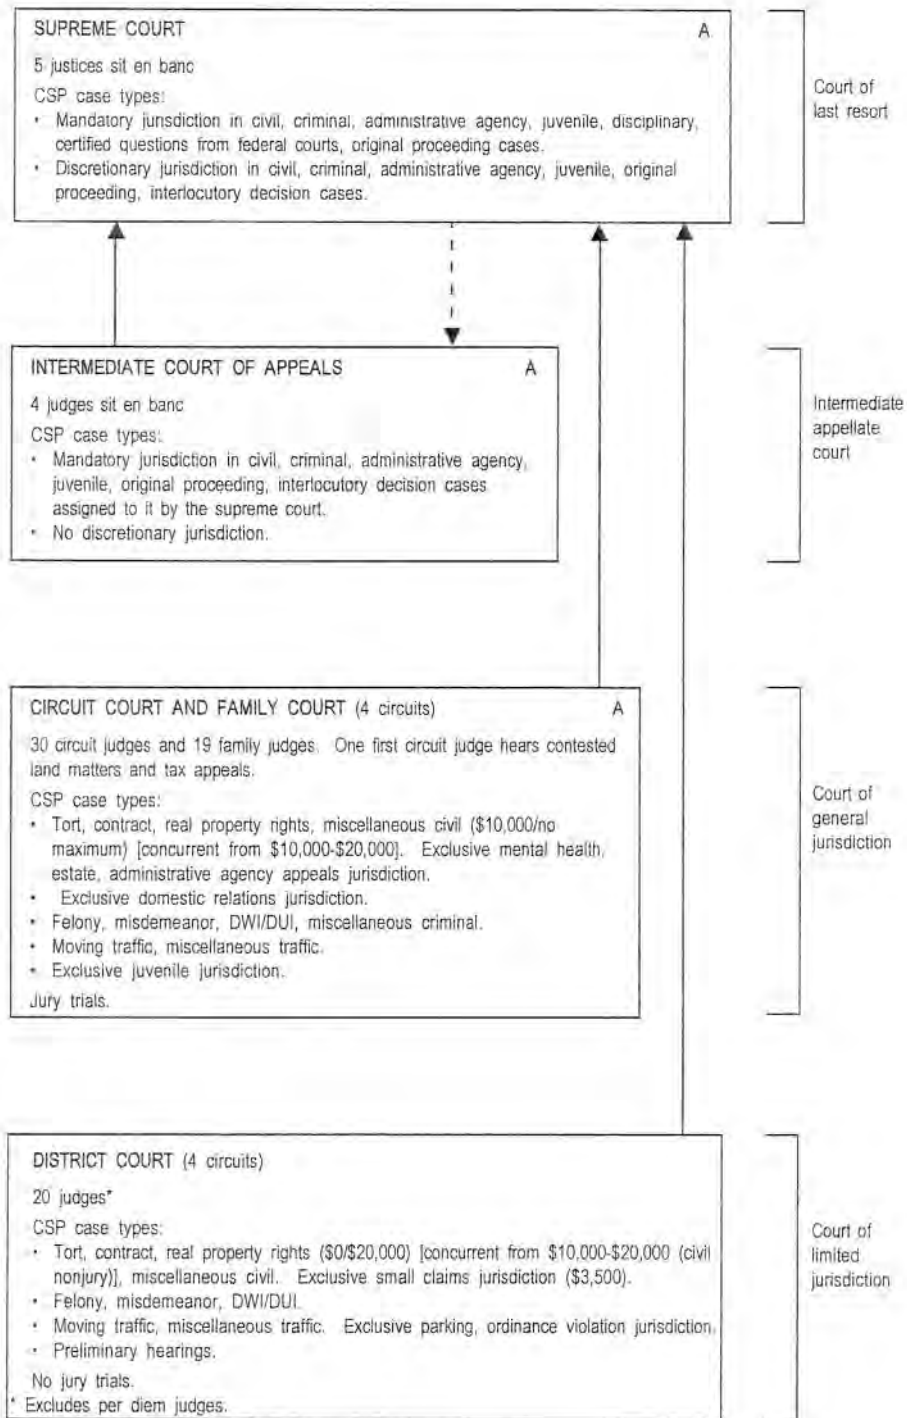 SUPREME COURT A
5 justices sit en banc
CSP case types:
• Mandatory jurisdiction in civil, criminal, administrative agency, juvenile, disciplinary,
certified questions from federal courts, original proceeding cases.
• Discretionary jurisdiction in civil, criminal, administrative agency, juvenile, original
proceeding, interlocutory decision cases.
Court of
last resort
INTERMEDIATE COURT OF APPEALS A
4 judges sit en banc
CSP case types:
• Mandatory jurisdiction in civil, criminal, administrative agency,
juvenile, original proceeding, interlocutory decision cases
assigned to it by the supreme court.
• No discretionary jurisdiction.
Intermediate
appellate
court
CIRCUIT COURT AND FAMILY COURT (4 circuits) A
30 circuit judges and 19 family judges. One first circuit judge hears contested
land matters and tax appeals.
CSP case types:
• Tort, contract, real property rights, miscellaneous civil ($10,000/no
maximum) [concurrent from $10,000-$20,000]. Exclusive mental health,
estate, administrative agency appeals jurisdiction.
• Exclusive domestic relations jurisdiction.
• Felony, misdemeanor, DWI/DUI, miscellaneous criminal.
• Moving traffic, miscellaneous traffic.
• Exclusive juvenile jurisdiction.
Jury trials.
Court of
general
jurisdiction
DISTRICT COURT (4 circuits)
20 judges*
CSP case types:
• Tort, contract, real property rights ($0/$20,000) [concurrent from $10,000-$20,000 (civil
nonjury)], miscellaneous civil. Exclusive small claims jurisdiction ($3,500).
• Felony, misdemeanor, DWI/DUI.
• Moving traffic, miscellaneous traffic. Exclusive parking, ordinance violation jurisdiction.
• Preliminary hearings.
No jury trials.
* Excludes per diem judges.
Court of
limited
jurisdiction